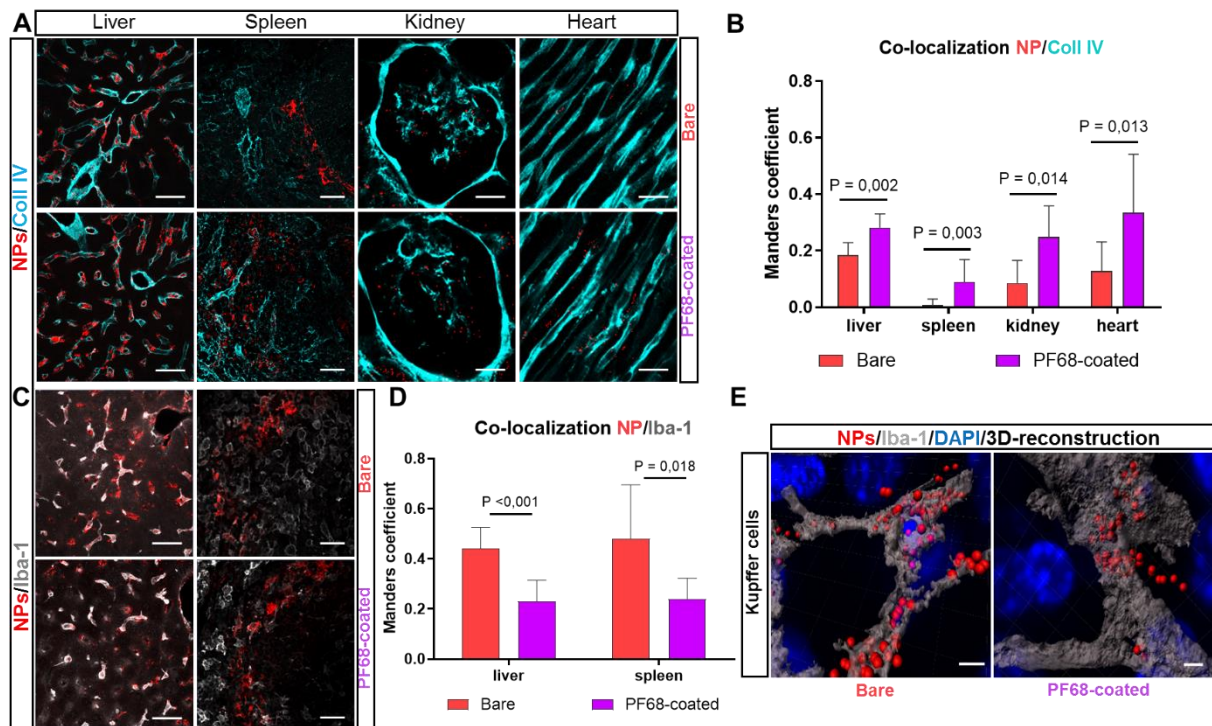 A
Liver Spleen Kidney Heart
NPs/Coll IV
Bare
PF68-coated
B
Co-localization NP/Coll IV
Manders coefficient
0.8
0.6
0.4
0.2
0.0
P = 0,002
P = 0,003
P = 0,014
P = 0,013
liver spleen kidney heart
Bare PF68-coated
C
NPs/Iba-1
Bare
PF68-coated
D
Co-localization NP/Iba-1
Manders coefficient
0.8
0.6
0.4
0.2
0.0
P <0,001
P = 0,018
liver spleen
Bare PF68-coated
E
NPs/Iba-1/DAPI/3D-reconstruction
Kupffer cells
Bare PF68-coated